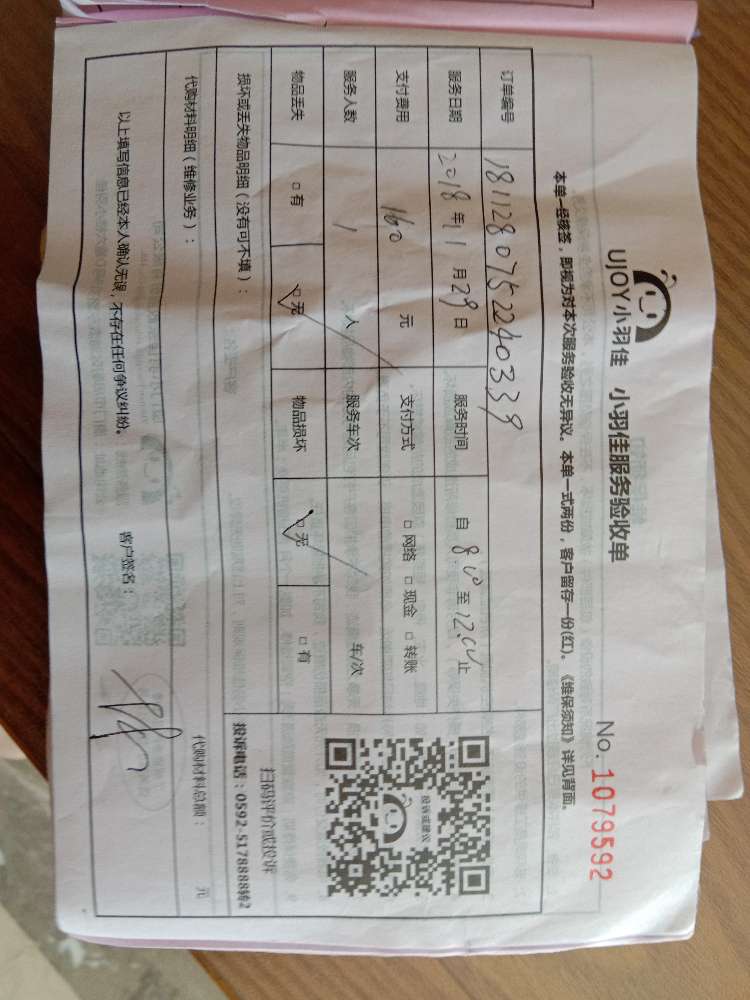 UJOY小羽佳 小羽佳服务验收单
No. 1079592
本单一经核签，即视为对本次服务验收无异议。本单一式两份，客户留存一份(红)。《维保须知》详见背面。
订单编号 181128075224033 9
服务日期 2018年11月29日 服务时间 自 8:00 至 12:00 止
支付费用 160 元 支付方式 □ 网络 □ 现金 □ 转账
服务人数 1 人 服务车次 车/次
物品丢失 □ 有 ☑ 无 物品损坏 ☑ 无 □ 有
损坏或丢失物品明细（没有可不填）：
代购材料明细（维修业务）： 代购材料总额： 元
以上填写信息已经本人确认无误，不存在任何争议纠纷。 客户签名：
投诉或建议
扫码评价或投诉
投诉电话：0592-5178888转2